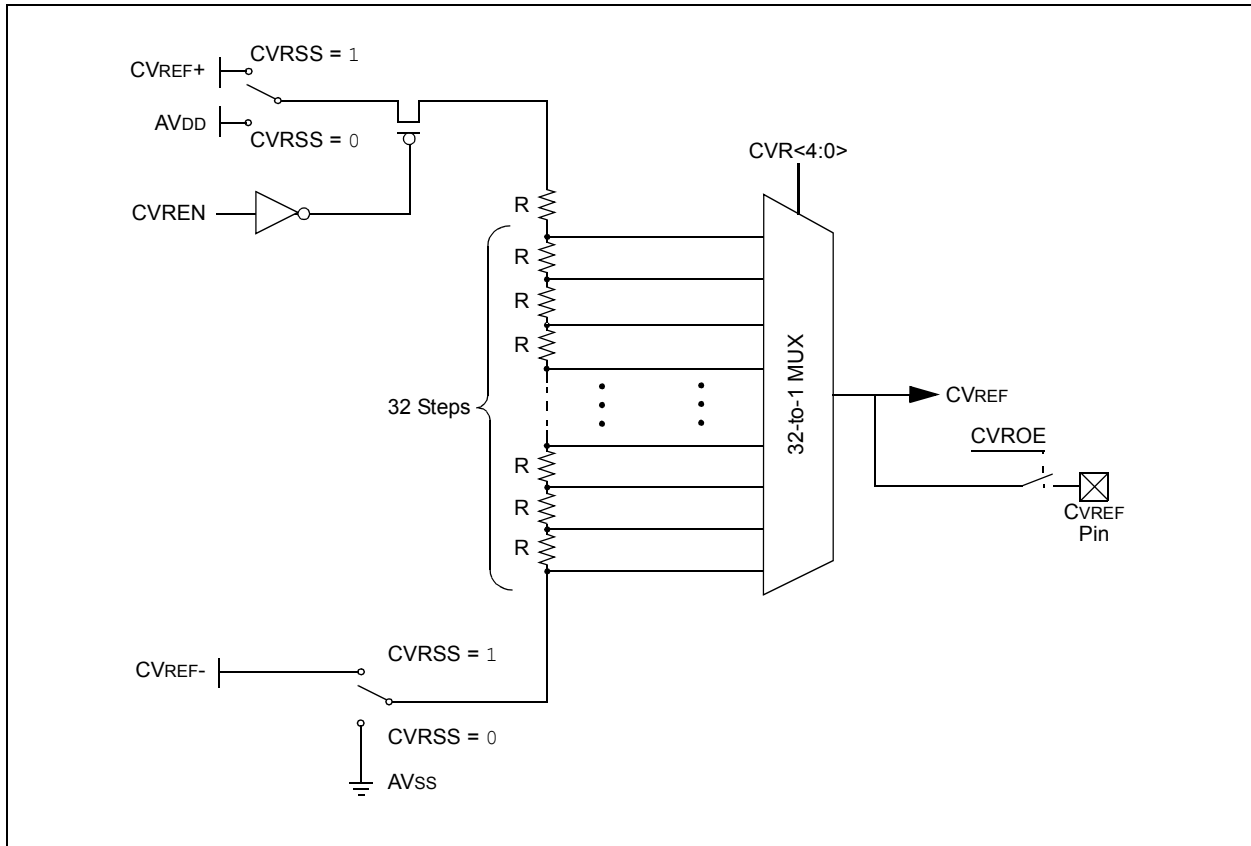 CVRSS = 1
CVREF+
AVDD
CVRSS = 0
CVR<4:0>
CVREN
R
R
R
R
32 Steps
32-to-1 MUX
CVREF
CVROE
R
R
R
CVREF
Pin
CVRSS = 1
CVREF-
CVRSS = 0
AVSS